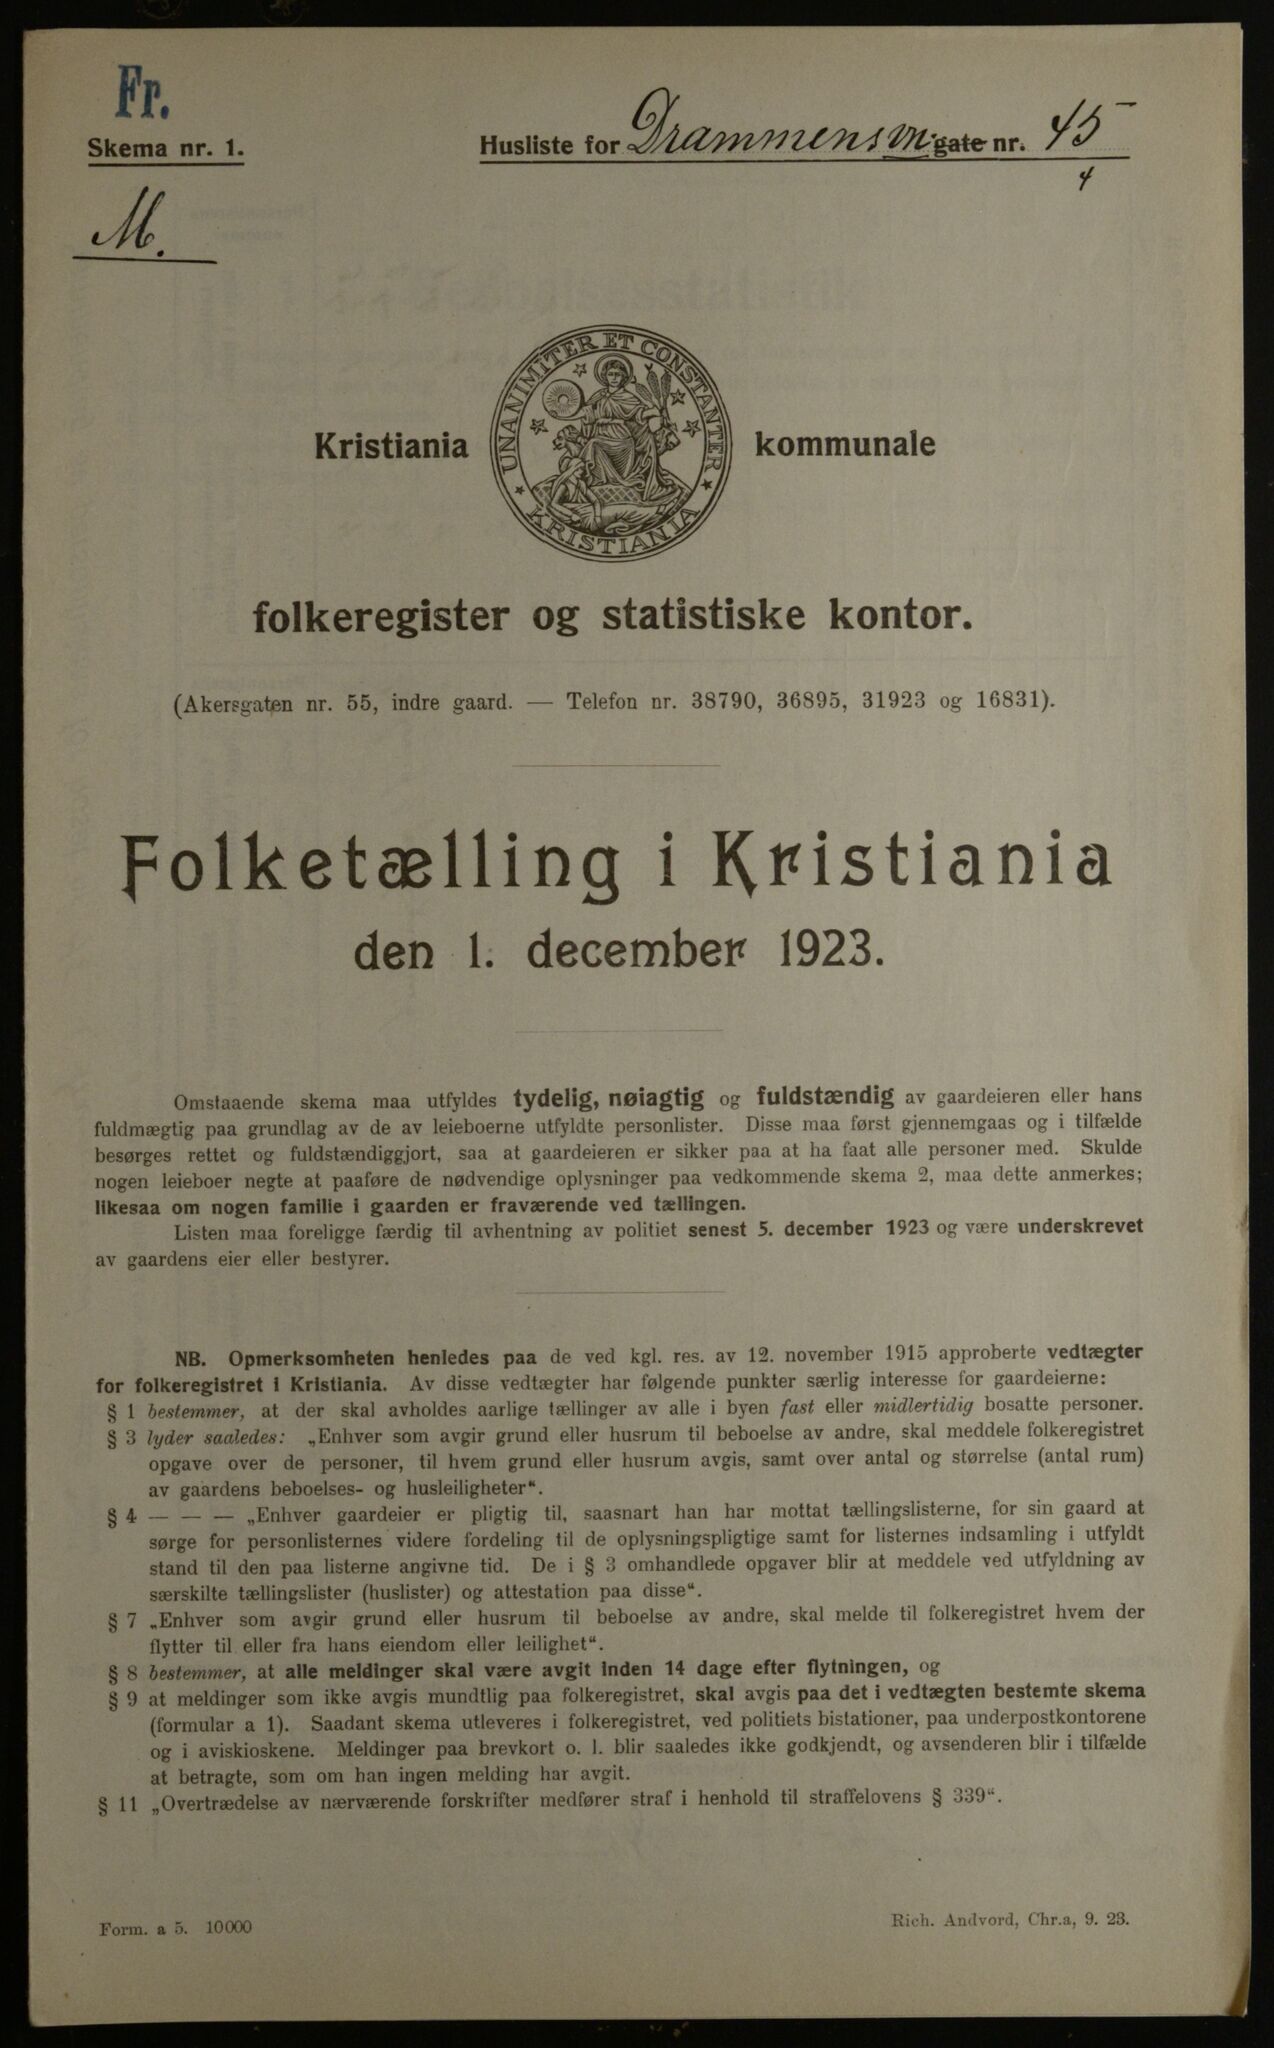 Fr.
Skema nr. 1.
Husliste for Drammensvn. gate nr. 45
4
M.
UNANIMITER ET CONSTANTER
KRISTIANIA
Kristiania kommunale
folkeregister og statistiske kontor.
(Akersgaten nr. 55, indre gaard. — Telefon nr. 38790, 36895, 31923 og 16831).
Folketælling i Kristiania
den 1. december 1923.
Omstaaende skema maa utfyldes tydelig, nøiagtig og fuldstændig av gaardeieren eller hans
fuldmægtig paa grundlag av de av leieboerne utfyldte personlister. Disse maa først gjennemgaas og i tilfælde
besørges rettet og fuldstændiggjort, saa at gaardeieren er sikker paa at ha faat alle personer med. Skulde
nogen leieboer negte at paaføre de nødvendige oplysninger paa vedkommende skema 2, maa dette anmerkes;
likesaa om nogen familie i gaarden er fraværende ved tællingen.
Listen maa foreligge færdig til avhentning av politiet senest 5. december 1923 og være underskrevet
av gaardens eier eller bestyrer.
NB. Opmerksomheten henledes paa de ved kgl. res. av 12. november 1915 approberte vedtægter
for folkeregistret i Kristiania. Av disse vedtægter har følgende punkter særlig interesse for gaardeierne:
§ 1 bestemmer, at der skal avholdes aarlige tællinger av alle i byen fast eller midlertidig bosatte personer.
§ 3 lyder saaledes: „Enhver som avgir grund eller husrum til beboelse av andre, skal meddele folkeregistret
opgave over de personer, til hvem grund eller husrum avgis, samt over antal og størrelse (antal rum)
av gaardens beboelses- og husleiligheter“.
§ 4 — — — „Enhver gaardeier er pligtig til, saasnart han har mottat tællingslisterne, for sin gaard at
sørge for personlisternes videre fordeling til de oplysningspligtige samt for listernes indsamling i utfyldt
stand til den paa listerne angivne tid. De i § 3 omhandlede opgaver blir at meddele ved utfyldning av
særskilte tællingslister (huslister) og attestation paa disse“.
§ 7 „Enhver som avgir grund eller husrum til beboelse av andre, skal melde til folkeregistret hvem der
flytter til eller fra hans eiendom eller leilighet“.
§ 8 bestemmer, at alle meldinger skal være avgit inden 14 dage efter flytningen, og
§ 9 at meldinger som ikke avgis mundtlig paa folkeregistret, skal avgis paa det i vedtægten bestemte skema
(formular a 1). Saadant skema utleveres i folkeregistret, ved politiets bistationer, paa underpostkontorene
og i aviskioskene. Meldinger paa brevkort o. l. blir saaledes ikke godkjendt, og avsenderen blir i tilfælde
at betragte, som om han ingen melding har avgit.
§ 11 „Overtrædelse av nærværende forskrifter medfører straf i henhold til straffelovens § 339“.
Form. a 5. 10000
Rich. Andvord, Chr.a, 9. 23.